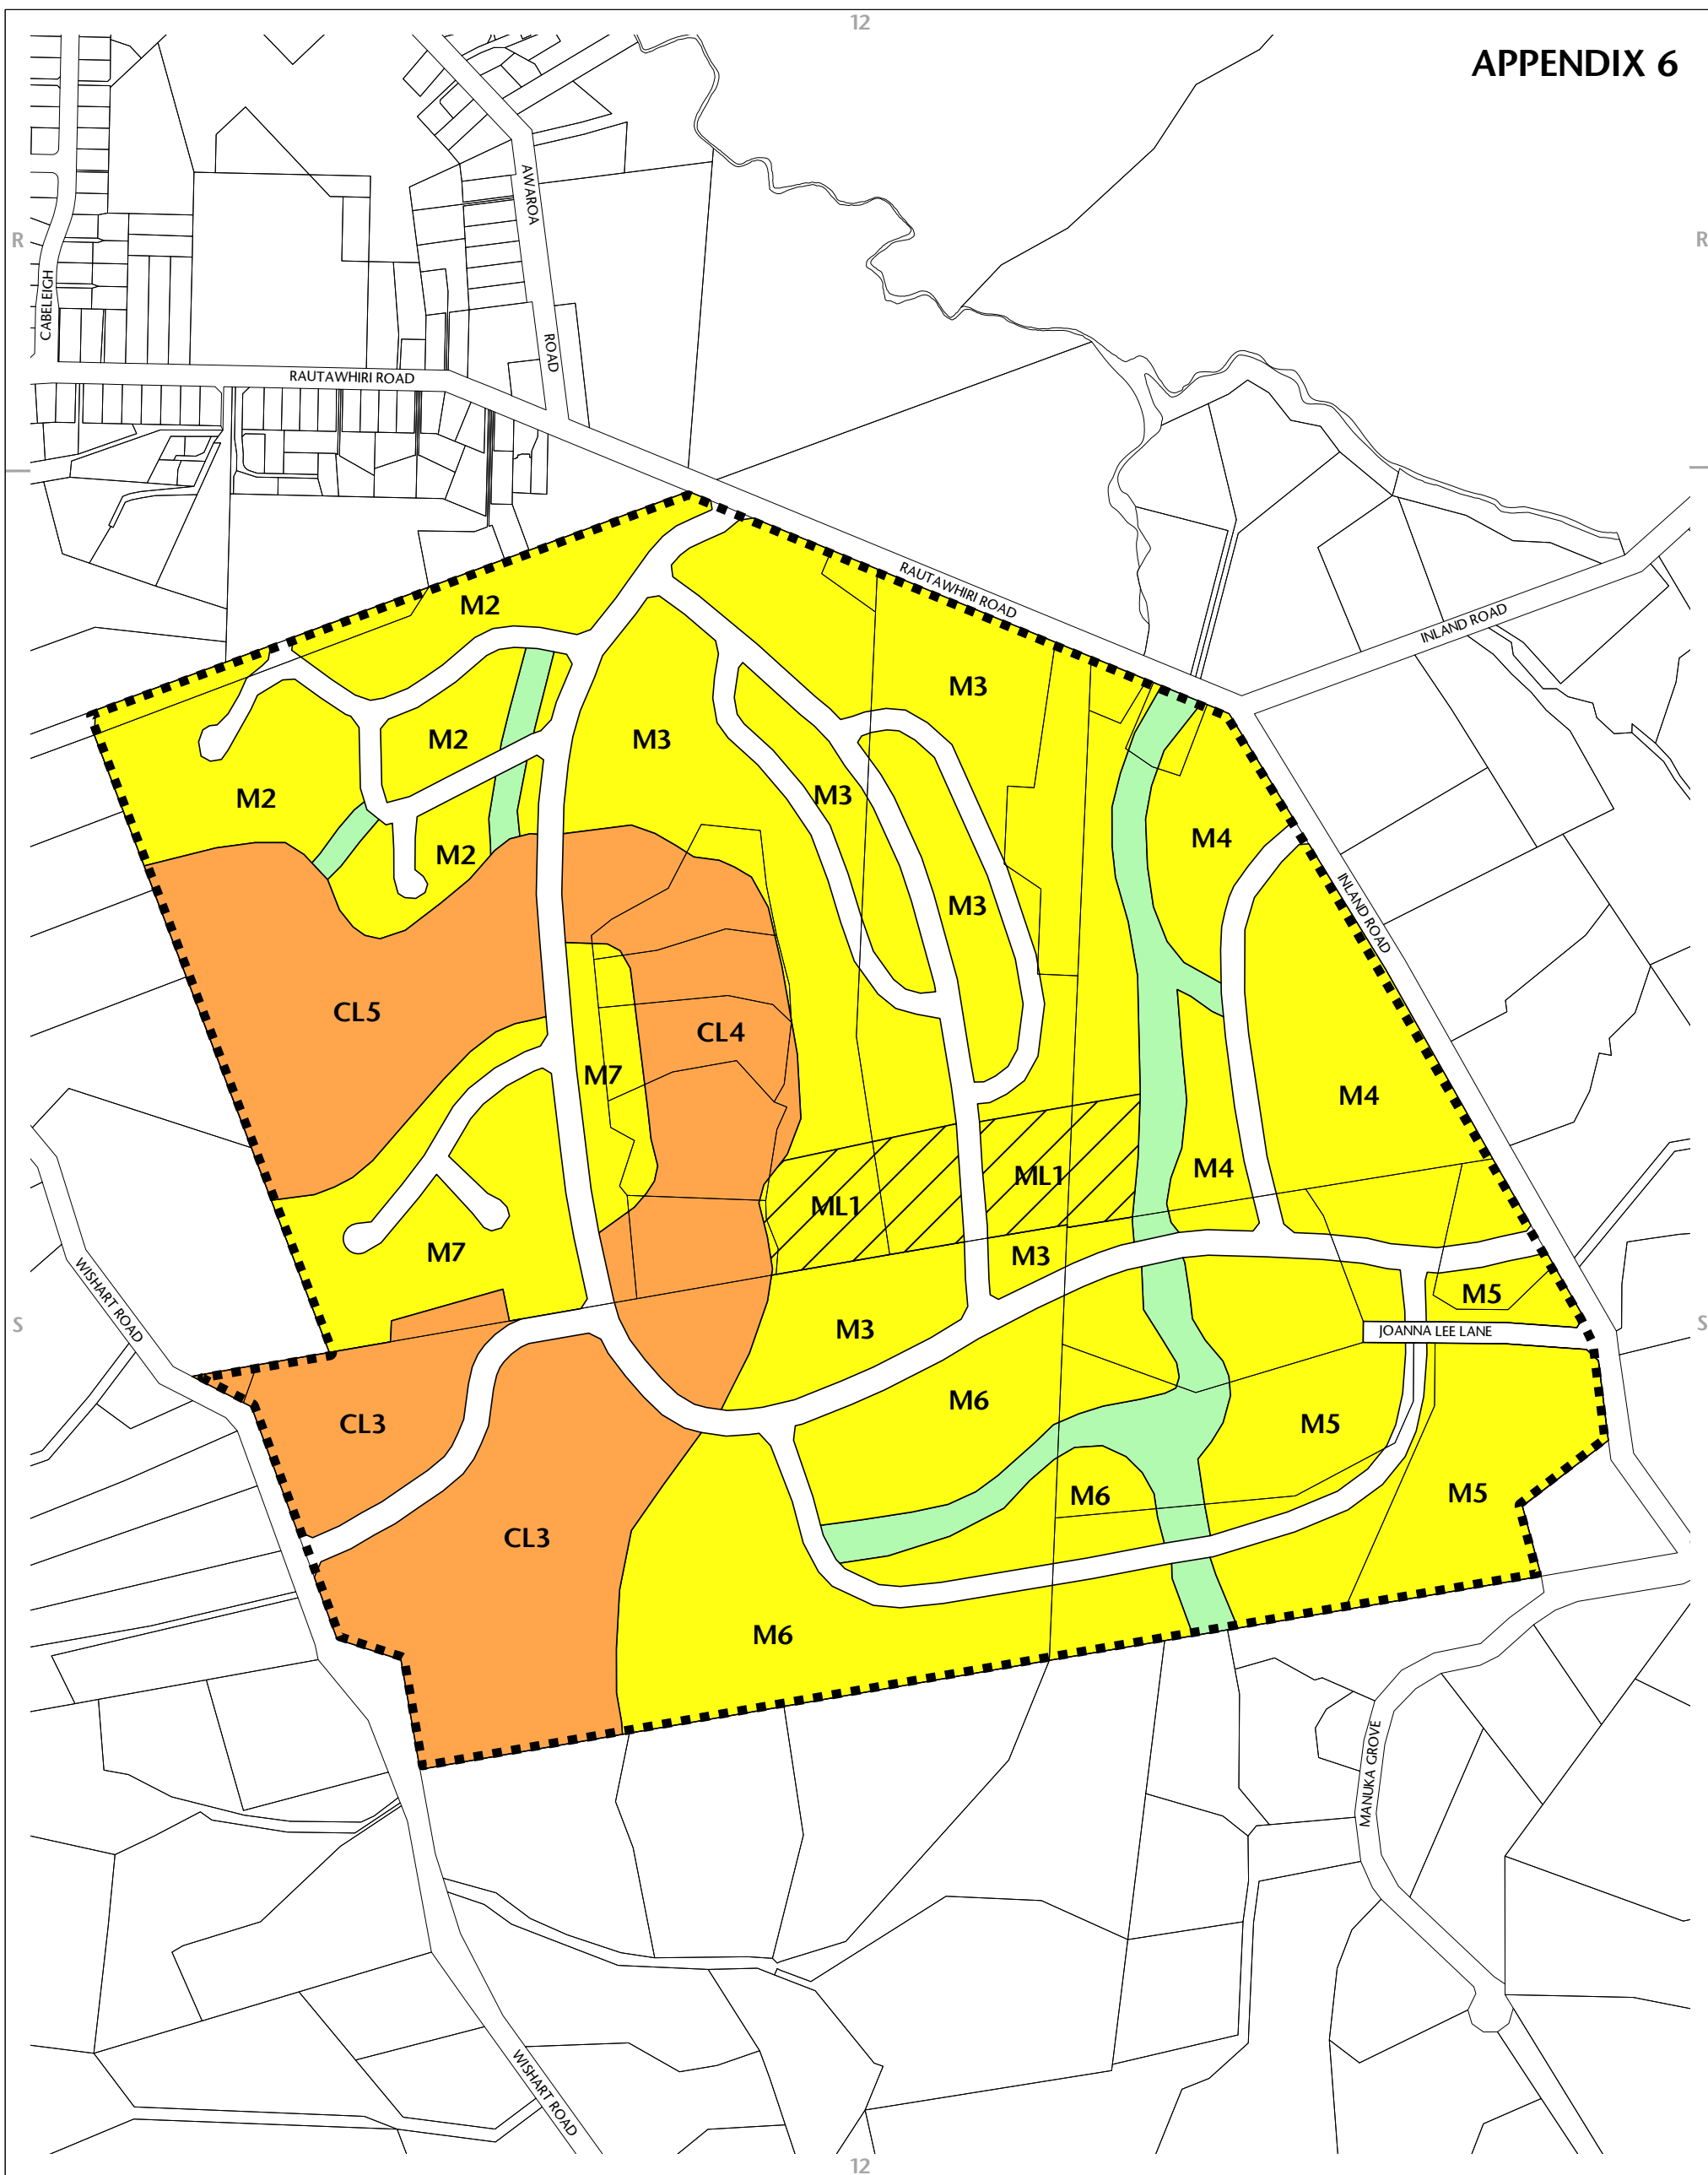 12
APPENDIX 6
AWAROA
R
R
CABELEIGH
ROAD
RAUTAWHIRI ROAD
RAUTAWHIRI ROAD
M2
INLAND ROAD
M3
M2
M3
M2
M3
M4
M2
M3
INLAND ROAD
CL5
CL4
M7
M4
M4
ML1
ML1
M7
M3
M5
WISHART ROAD
S
M3
JOANNA LEE LANE
S
M6
CL3
M5
M6
M5
CL3
M6
MANUKA GROVE
WISHART ROAD
12